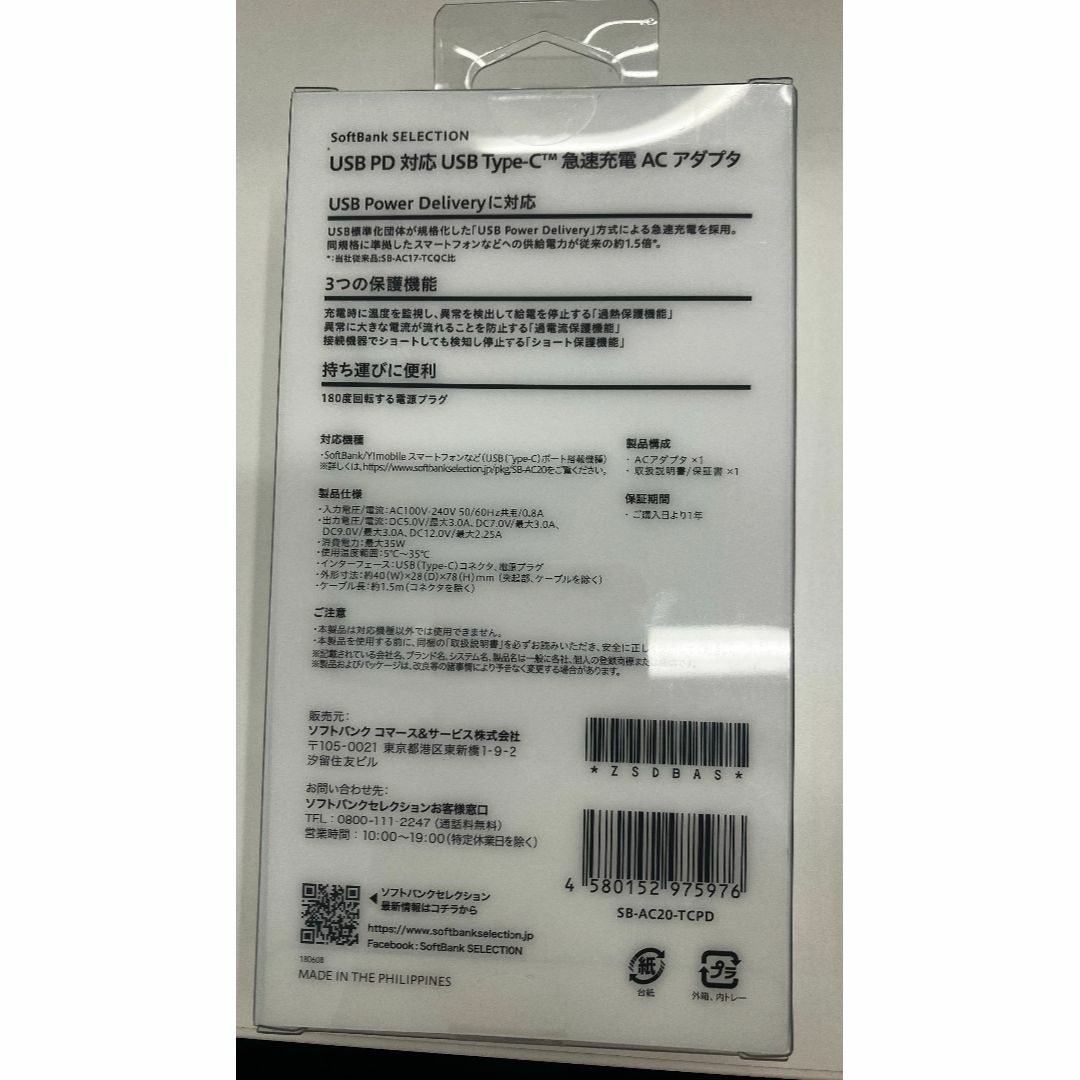 SoftBank SELECTION
USB PD 対応 USB Type-C™ 急速充電 AC アダプタ
USB Power Deliveryに対応
USB標準化団体が規格化した「USB Power Delivery」方式による急速充電を採用。
同規格に準拠したスマートフォンなどへの供給電力が従来の約1.5倍*。
*:当社従来品:SB-AC17-TCQC比
3つの保護機能
充電時に温度を監視し、異常を検出して給電を停止する「過熱保護機能」
異常に大きな電流が流れることを防止する「過電流保護機能」
接続機器でショートしても検知し停止する「ショート保護機能」
持ち運びに便利
180度回転する電源プラグ
対応機種
・SoftBank/Y!mobile スマートフォンなど(USB(Type-C)ポート搭載機種)
※詳しくは、https://www.softbankselection.jp/pkg/SB-AC20をご覧ください。
製品構成
・ACアダプタ ×1
・取扱説明書/保証書 ×1
保証期間
・ご購入日より1年
製品仕様
・入力電圧/電流:AC100V-240V 50/60Hz共用/0.8A
・出力電圧/電流:DC5.0V/最大3.0A、DC7.0V/最大3.0A、
DC9.0V/最大3.0A、DC12.0V/最大2.25A
・消費電力:最大35W
・使用温度範囲:5℃～35℃
・インターフェース:USB(Type-C)コネクタ、電源プラグ
・外形寸法:約40(W)×28(D)×78(H)mm (突起部、ケーブルを除く)
・ケーブル長:約1.5m(コネクタを除く)
ご注意
・本製品は対応機種以外では使用できません。
・本製品を使用する前に、同梱の「取扱説明書」を必ずお読みいただき、安全に正し
※記載されている会社名、ブランド名、システム名、製品名は一般に各社、個人の登録商標または商標です。
※製品およびパッケージは、改良等の諸事情により予告なく変更する場合があります。
販売元:
ソフトバンク コマース&サービス株式会社
〒105-0021 東京都港区東新橋1-9-2
汐留住友ビル
お問い合わせ先:
ソフトバンクセレクションお客様窓口
TEL:0800-111-2247 (通話料無料)
営業時間:10:00～19:00(特定休業日を除く)
*ZSDBAS*
4 580152 975976
SB-AC20-TCPD
ソフトバンクセレクション
最新情報はコチラから
https://www.softbankselection.jp
Facebook:SoftBank SELECTION
180608
MADE IN THE PHILIPPINES
紙
台紙
プラ
外箱、内トレー